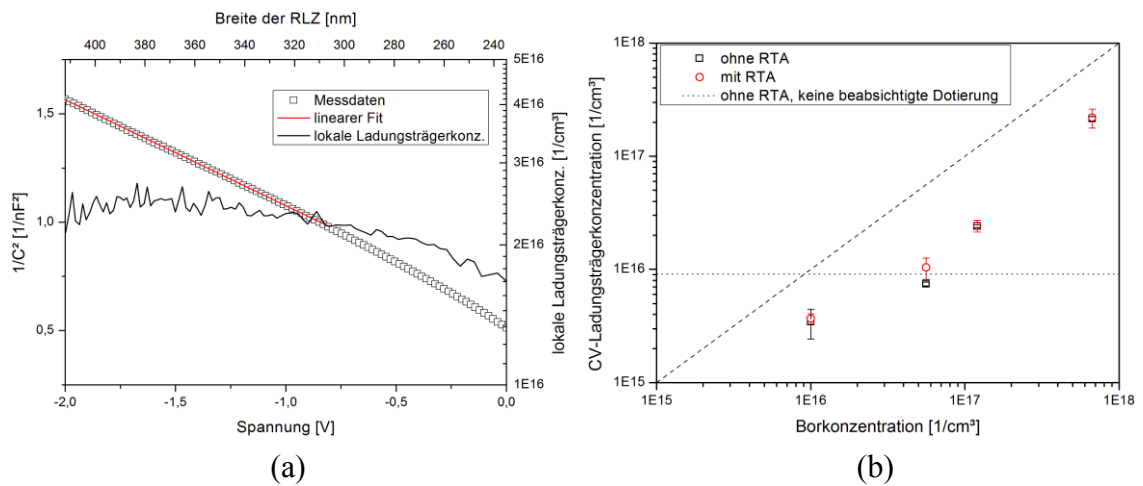 Breite der RLZ [nm]
400 380 360 340 320 300 280 260 240
1/C² [1/nF²]
1,5
1,0
0,5
Messdaten
linearer Fit
lokale Ladungsträgerkonz.
5E16
4E16
3E16
2E16
1E16
lokale Ladungsträgerkonz. [1/cm³]
-2,0 -1,5 -1,0 -0,5 0,0
Spannung [V]
(a)
CV-Ladungsträgerkonzentration [1/cm³]
1E18
1E17
1E16
1E15
ohne RTA
mit RTA
ohne RTA, keine beabsichtigte Dotierung
1E15 1E16 1E17 1E18
Borkonzentration [1/cm³]
(b)